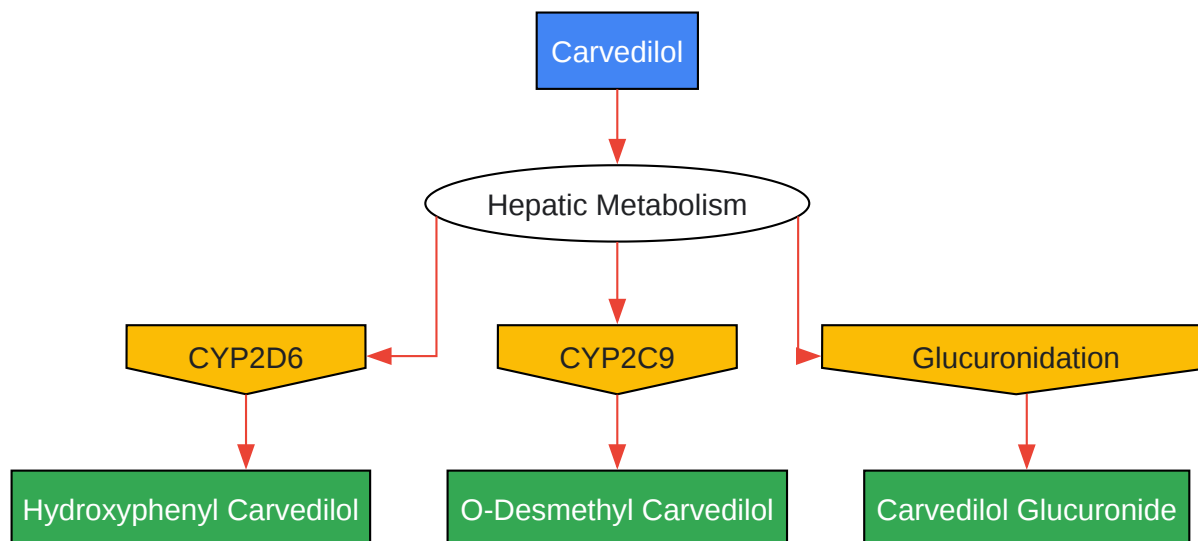 Carvedilol
Hepatic Metabolism
CYP2D6
CYP2C9
Glucuronidation
Hydroxyphenyl Carvedilol
O-Desmethyl Carvedilol
Carvedilol Glucuronide